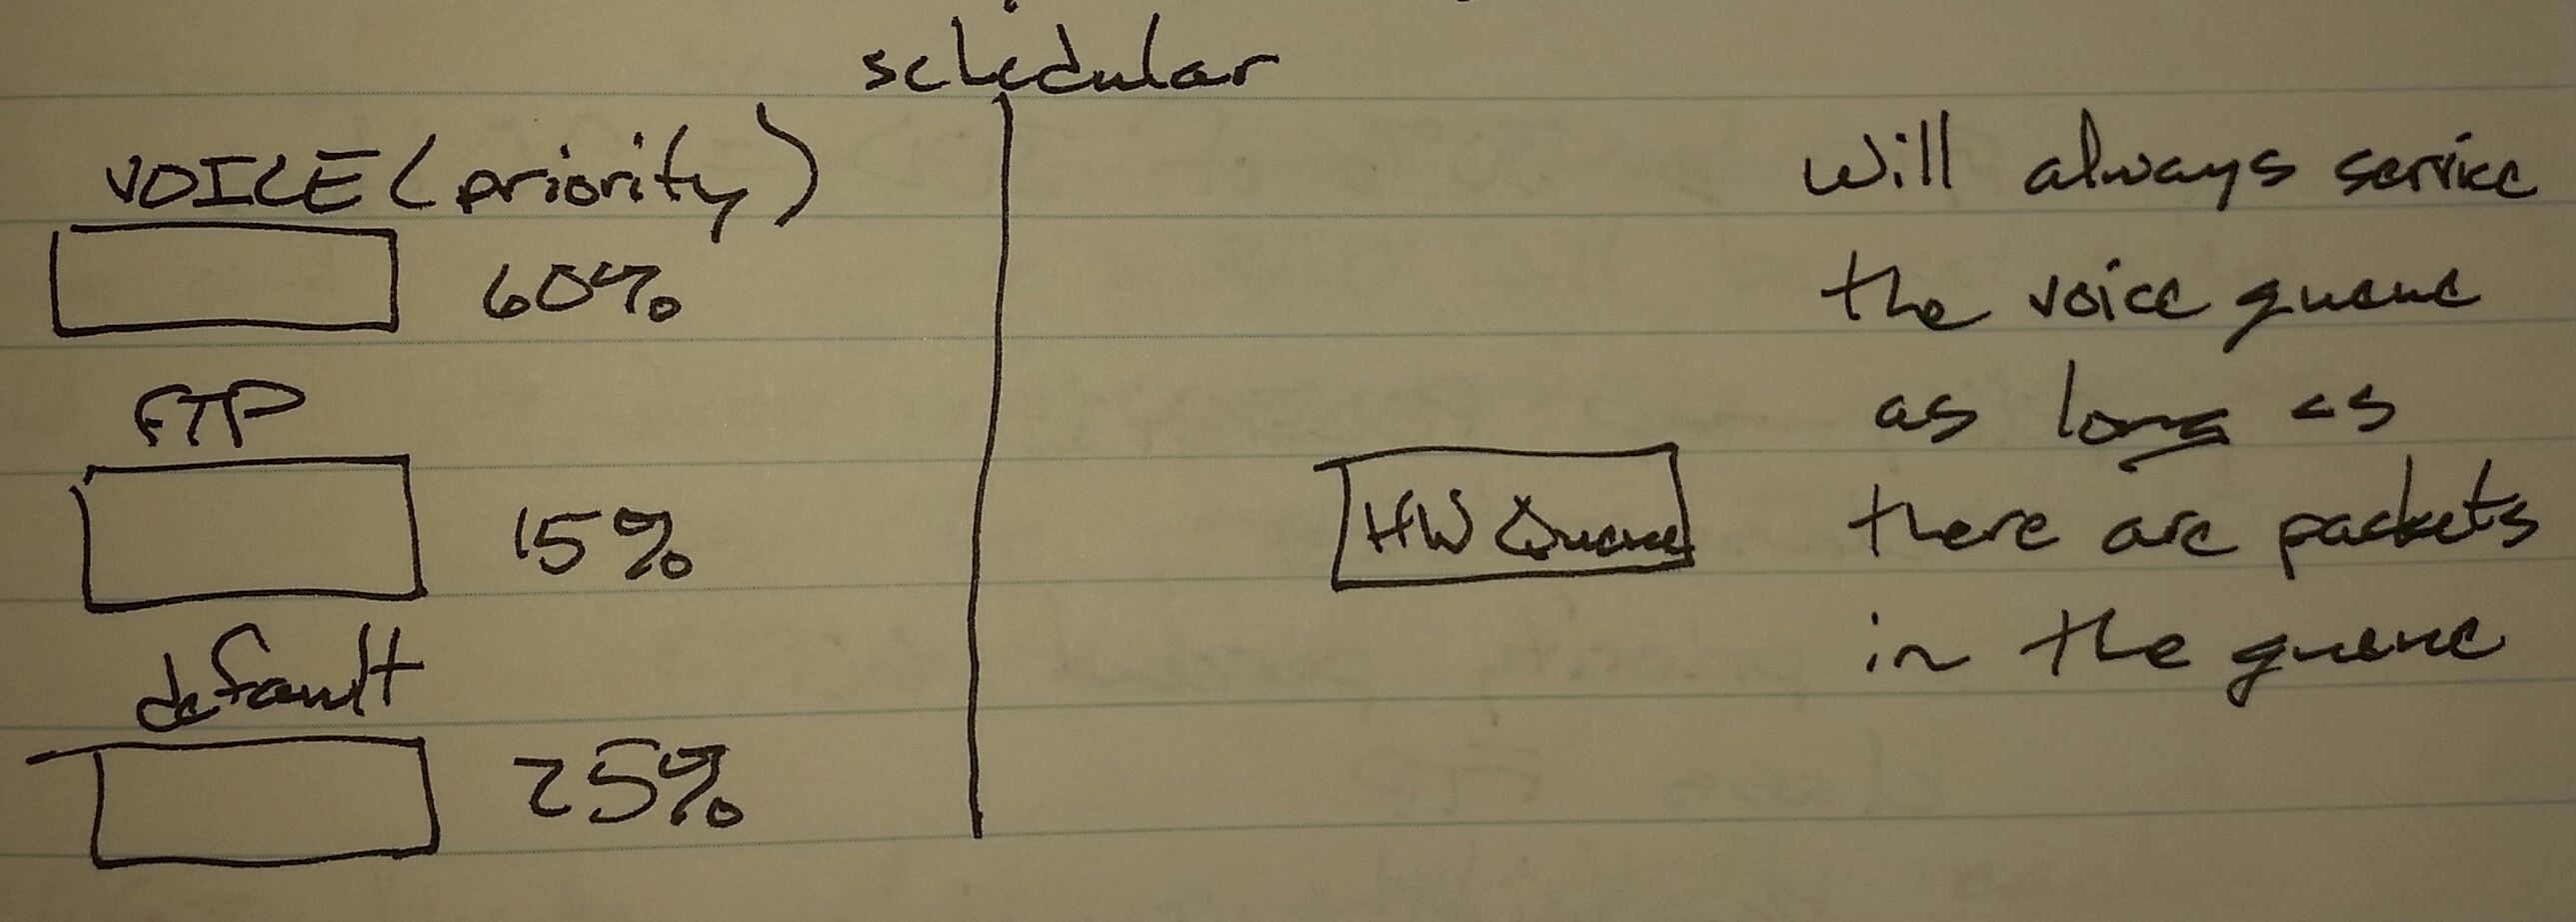 schedular
VOICE (priority)
60%
FTP
15%
default
25%
HW Queue
Will always service
the voice queue
as long as
there are packets
in the queue